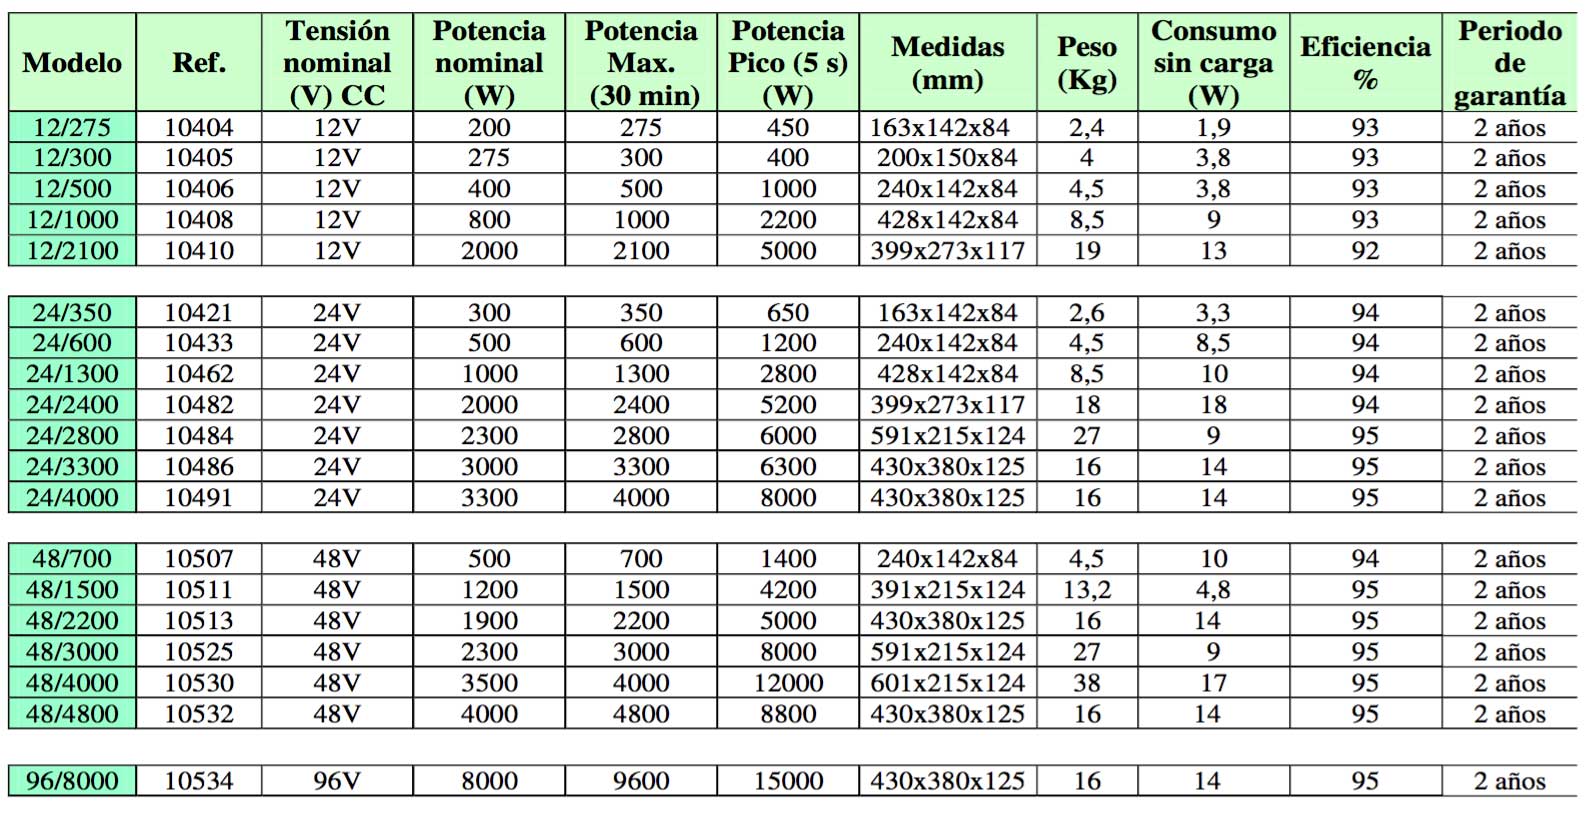 Modelo Ref. Tensión nominal (V) CC Potencia nominal (W) Potencia Max. (30 min) Potencia Pico (5 s) (W) Medidas (mm) Peso (Kg) Consumo sin carga (W) Eficiencia % Periodo de garantía
12/275 10404 12V 200 275 450 163x142x84 2,4 1,9 93 2 años
12/300 10405 12V 275 300 400 200x150x84 4 3,8 93 2 años
12/500 10406 12V 400 500 1000 240x142x84 4,5 3,8 93 2 años
12/1000 10408 12V 800 1000 2200 428x142x84 8,5 9 93 2 años
12/2100 10410 12V 2000 2100 5000 399x273x117 19 13 92 2 años
24/350 10421 24V 300 350 650 163x142x84 2,6 3,3 94 2 años
24/600 10433 24V 500 600 1200 240x142x84 4,5 8,5 94 2 años
24/1300 10462 24V 1000 1300 2800 428x142x84 8,5 10 94 2 años
24/2400 10482 24V 2000 2400 5200 399x273x117 18 18 94 2 años
24/2800 10484 24V 2300 2800 6000 591x215x124 27 9 95 2 años
24/3300 10486 24V 3000 3300 6300 430x380x125 16 14 95 2 años
24/4000 10491 24V 3300 4000 8000 430x380x125 16 14 95 2 años
48/700 10507 48V 500 700 1400 240x142x84 4,5 10 94 2 años
48/1500 10511 48V 1200 1500 4200 391x215x124 13,2 4,8 95 2 años
48/2200 10513 48V 1900 2200 5000 430x380x125 16 14 95 2 años
48/3000 10525 48V 2300 3000 8000 591x215x124 27 9 95 2 años
48/4000 10530 48V 3500 4000 12000 601x215x124 38 17 95 2 años
48/4800 10532 48V 4000 4800 8800 430x380x125 16 14 95 2 años
96/8000 10534 96V 8000 9600 15000 430x380x125 16 14 95 2 años